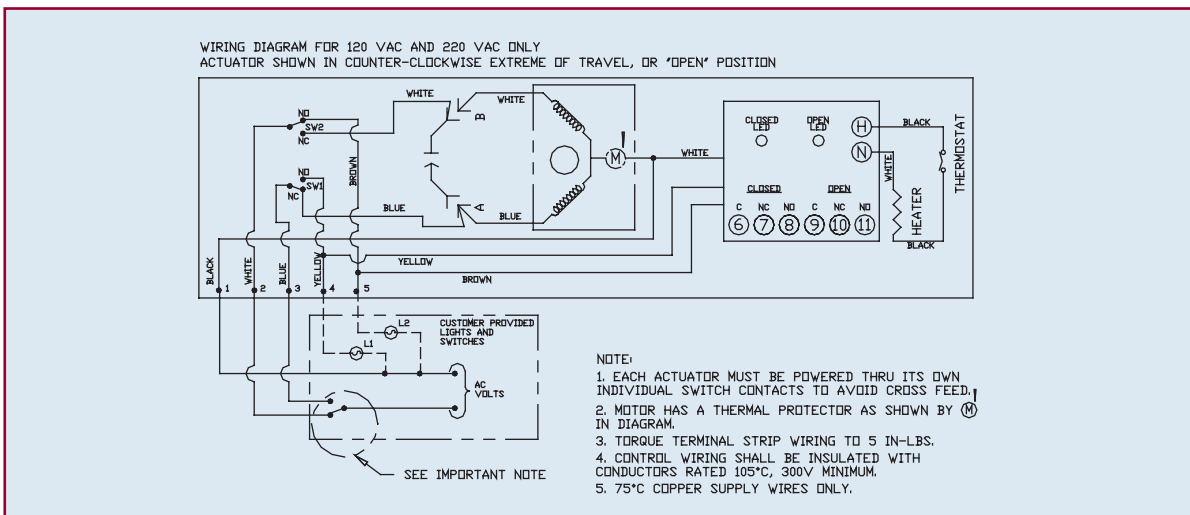 WIRING DIAGRAM FOR 120 VAC AND 220 VAC ONLY
ACTUATOR SHOWN IN COUNTER-CLOCKWISE EXTREME OF TRAVEL, OR "OPEN" POSITION
WHITE
NO
SW2
NC
BROWN
NO
SW1
NC
BLUE
WHITE
B
A
BLUE
M
!
WHITE
CLOSED LED
OPEN LED
H
N
BLACK
WHITE
THERMOSTAT
HEATER
BLACK
CLOSED
OPEN
C NC NO C NC NO
6 7 8 9 10 11
YELLOW
BROWN
BLACK
WHITE
BLUE
YELLOW
1 2 3 4 5
L2
L1
CUSTOMER PROVIDED
LIGHTS AND
SWITCHES
AC
VOLTS
SEE IMPORTANT NOTE
NOTE:
1. EACH ACTUATOR MUST BE POWERED THRU ITS OWN
INDIVIDUAL SWITCH CONTACTS TO AVOID CROSS FEED.
2. MOTOR HAS A THERMAL PROTECTOR AS SHOWN BY M!
IN DIAGRAM.
3. TORQUE TERMINAL STRIP WIRING TO 5 IN-LBS.
4. CONTROL WIRING SHALL BE INSULATED WITH
CONDUCTORS RATED 105°C, 300V MINIMUM.
5. 75°C COPPER SUPPLY WIRES ONLY.